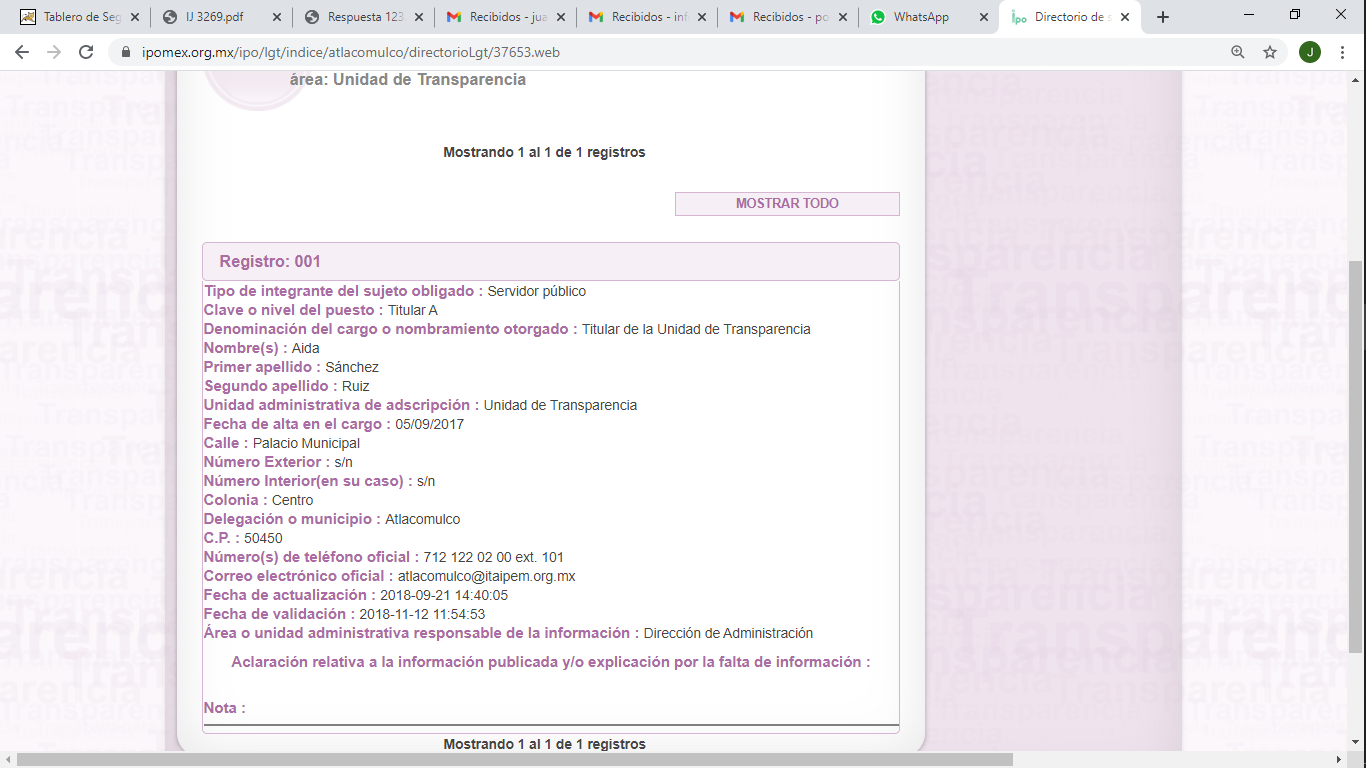 Tablero de Seg
IJ 3269.pdf
Respuesta 123
Recibidos - jua
Recibidos - inf
Recibidos - po
WhatsApp
Directorio de s
ipomex.org.mx/ipo/lgt/indice/atlacomulco/directorioLgt/37653.web
J
área: Unidad de Transparencia
Mostrando 1 al 1 de 1 registros
MOSTRAR TODO
Registro: 001
Tipo de integrante del sujeto obligado : Servidor público
Clave o nivel del puesto : Titular A
Denominación del cargo o nombramiento otorgado : Titular de la Unidad de Transparencia
Nombre(s) : Aida
Primer apellido : Sánchez
Segundo apellido : Ruiz
Unidad administrativa de adscripción : Unidad de Transparencia
Fecha de alta en el cargo : 05/09/2017
Calle : Palacio Municipal
Número Exterior : s/n
Número Interior(en su caso) : s/n
Colonia : Centro
Delegación o municipio : Atlacomulco
C.P. : 50450
Número(s) de teléfono oficial : 712 122 02 00 ext. 101
Correo electrónico oficial : atlacomulco@itaipem.org.mx
Fecha de actualización : 2018-09-21 14:40:05
Fecha de validación : 2018-11-12 11:54:53
Área o unidad administrativa responsable de la información : Dirección de Administración
Aclaración relativa a la información publicada y/o explicación por la falta de información :
Nota :
Mostrando 1 al 1 de 1 registros